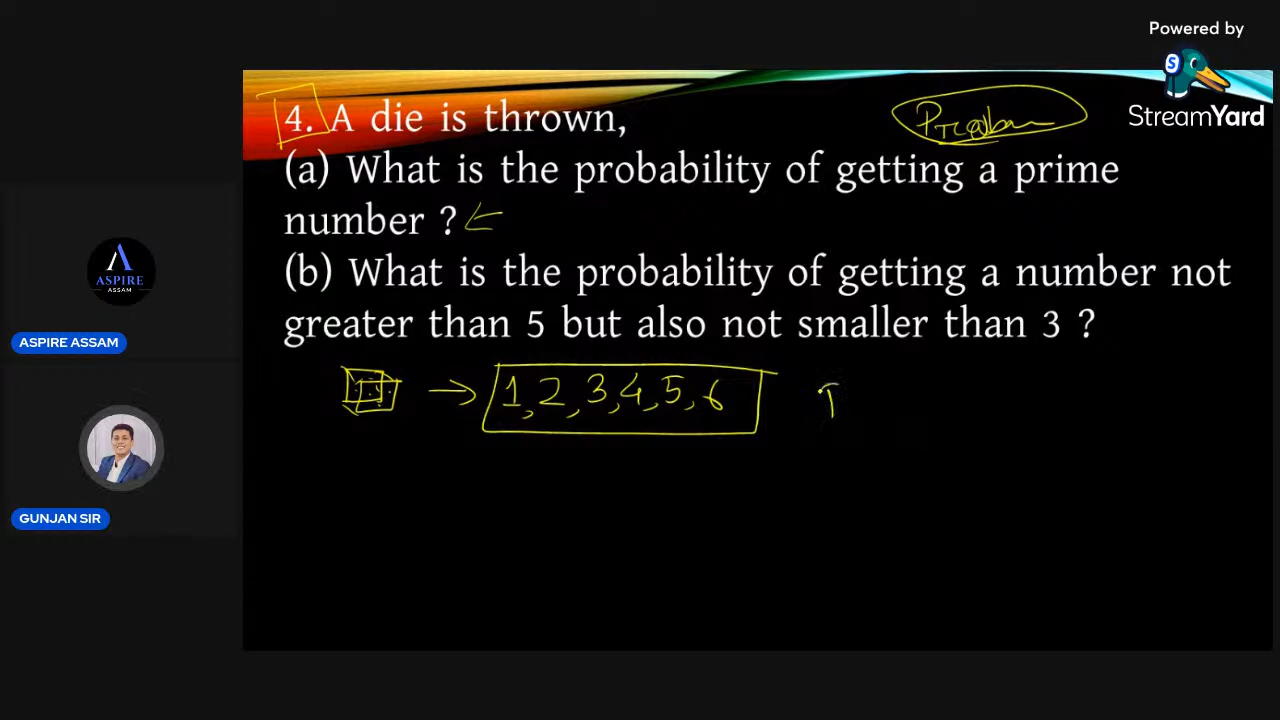 Powered by
StreamYard
4. A die is thrown,
(a) What is the probability of getting a prime
number ?
(b) What is the probability of getting a number not
greater than 5 but also not smaller than 3 ?
1, 2, 3, 4, 5, 6
A
ASPIRE
ASSAM
ASPIRE ASSAM
GUNJAN SIR